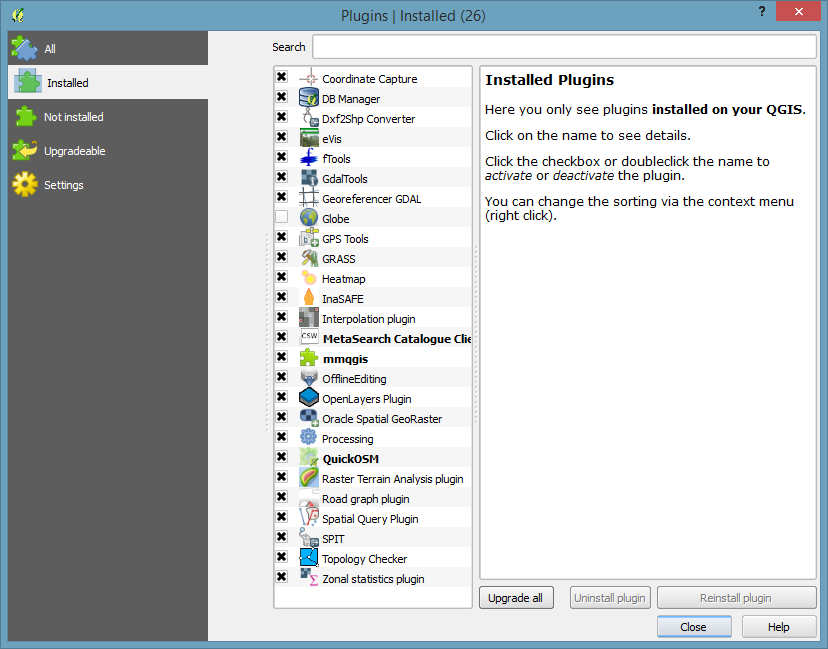 Plugins | Installed (26)
?
All
Installed
Not installed
Upgradeable
Settings
Search
Coordinate Capture
DB Manager
Dxf2Shp Converter
eVis
fTools
GdalTools
Georeferencer GDAL
Globe
GPS Tools
GRASS
Heatmap
InaSAFE
Interpolation plugin
CSW MetaSearch Catalogue Clie
mmqgis
OfflineEditing
OpenLayers Plugin
Oracle Spatial GeoRaster
Processing
QuickOSM
Raster Terrain Analysis plugin
Road graph plugin
Spatial Query Plugin
SPIT
Topology Checker
Σ Zonal statistics plugin
Installed Plugins
Here you only see plugins installed on your QGIS.
Click on the name to see details.
Click the checkbox or doubleclick the name to
activate or deactivate the plugin.
You can change the sorting via the context menu
(right click).
Upgrade all
Uninstall plugin
Reinstall plugin
Close
Help